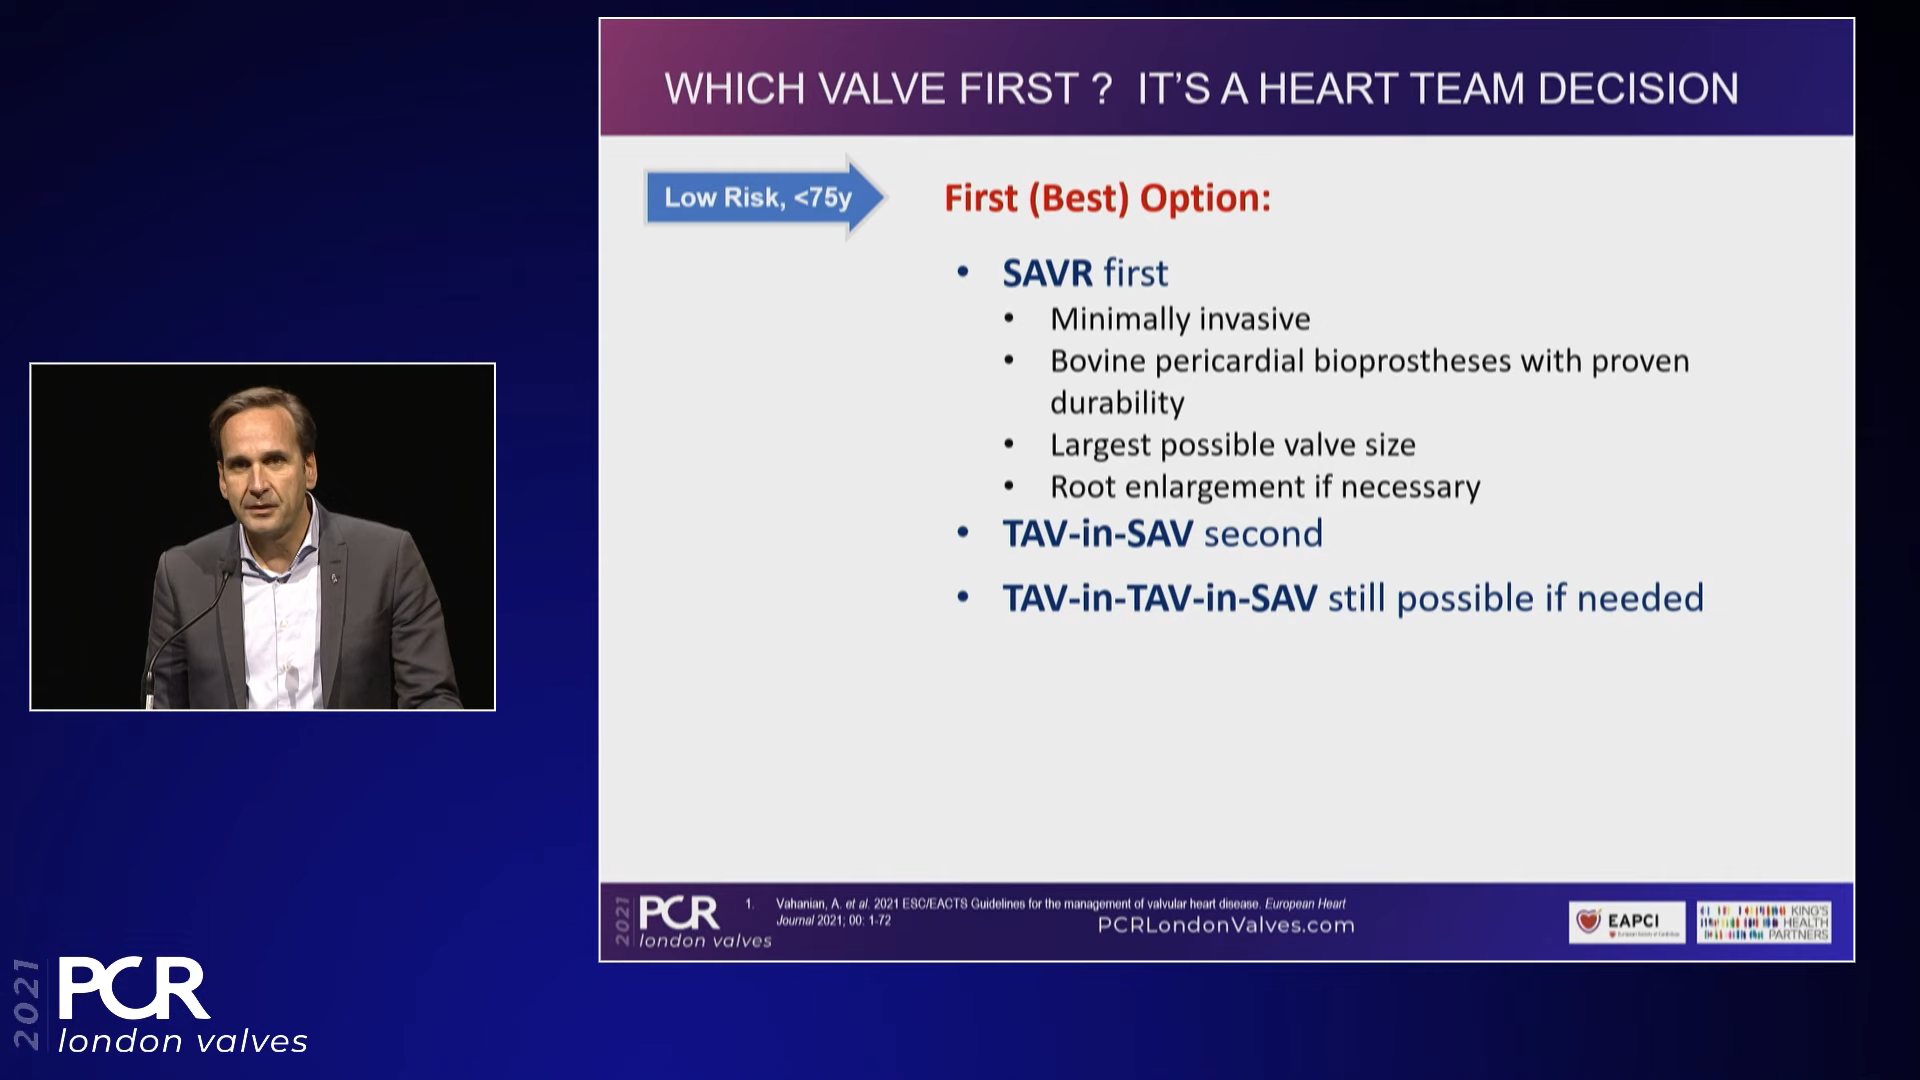 WHICH VALVE FIRST ? IT'S A HEART TEAM DECISION
Low Risk, <75y
First (Best) Option:
• SAVR first
• Minimally invasive
• Bovine pericardial bioprostheses with proven
durability
• Largest possible valve size
• Root enlargement if necessary
• TAV-in-SAV second
• TAV-in-TAV-in-SAV still possible if needed
2021
PCR
london valves
1. Vahanian, A. et al. 2021 ESC/EACTS Guidelines for the management of valvular heart disease. European Heart
Journal 2021; 00: 1-72
PCRLondonValves.com
EAPCI
KING'S
HEALTH
PARTNERS
2021
PCR
london valves